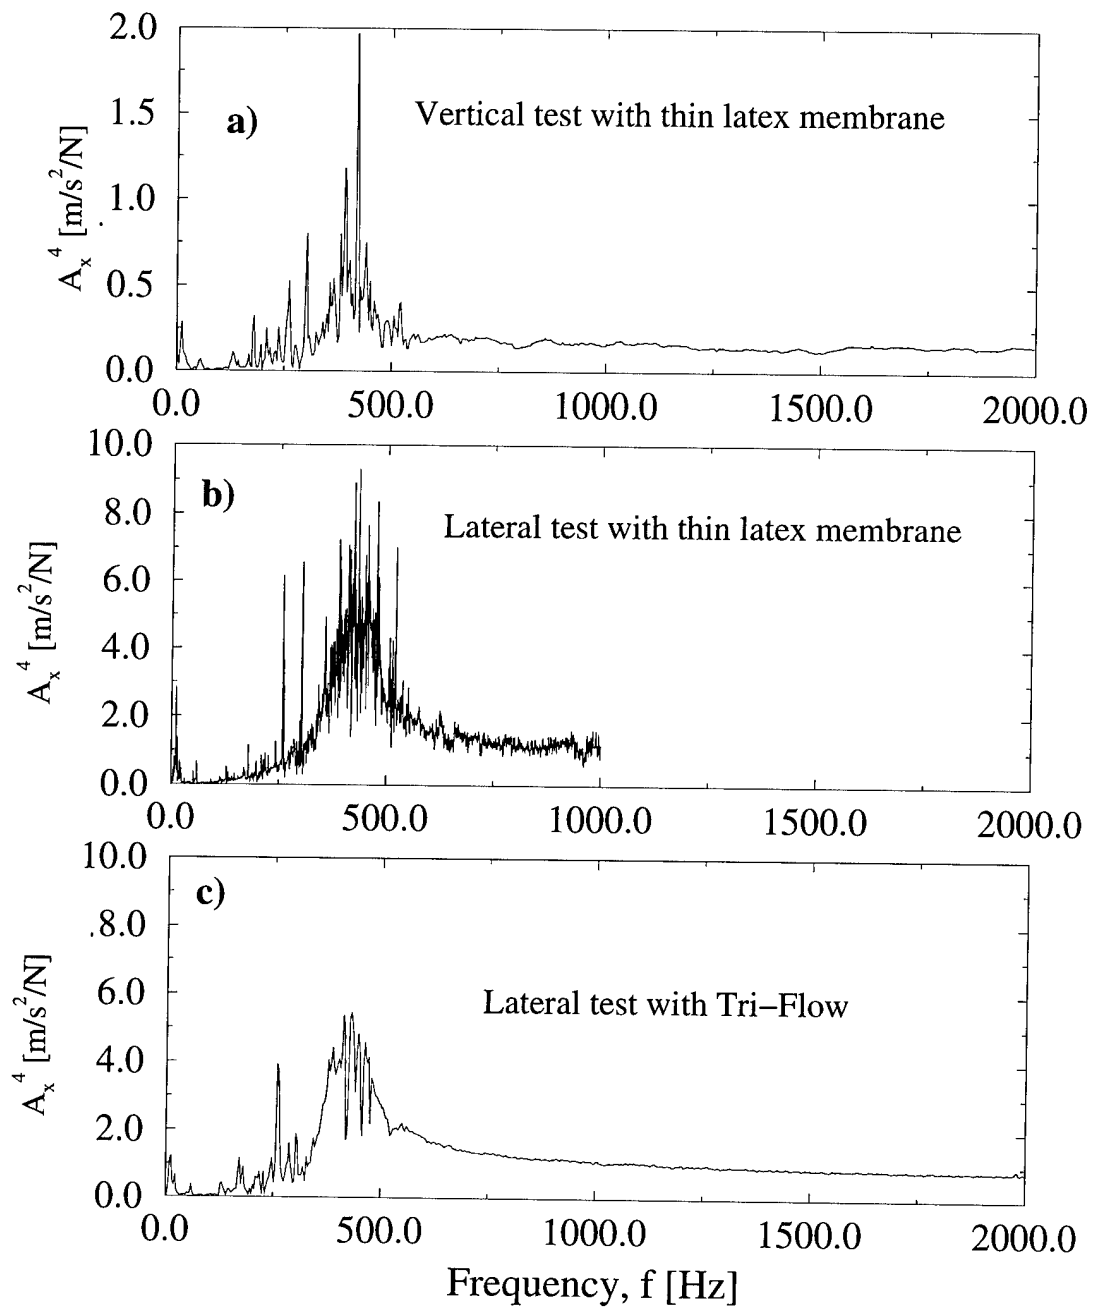 2.0
a)
Vertical test with thin latex membrane
1.5
1.0
0.5
0.0
A_x^4 [m/s^2/N]
0.0 500.0 1000.0 1500.0 2000.0
10.0
b)
Lateral test with thin latex membrane
8.0
6.0
4.0
2.0
0.0
A_x^4 [m/s^2/N]
0.0 500.0 1000.0 1500.0 2000.0
10.0
c)
8.0
Lateral test with Tri−Flow
6.0
4.0
2.0
0.0
A_x^4 [m/s^2/N]
0.0 500.0 1000.0 1500.0 2000.0
Frequency, f [Hz]